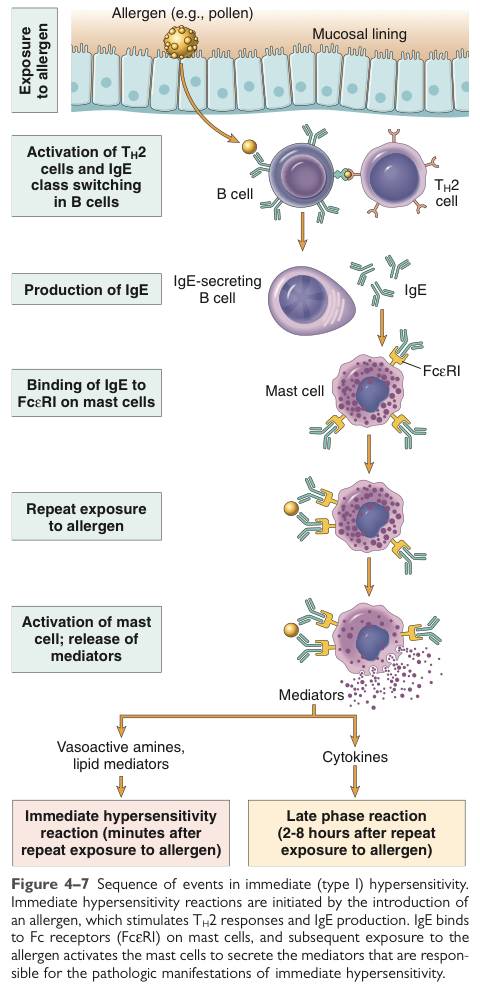 Allergen (e.g., pollen)
Mucosal lining
Exposure
to allergen
Activation of TH2
cells and IgE
class switching
in B cells
B cell
TH2
cell
Production of IgE
IgE-secreting
B cell
IgE
Binding of IgE to
FcεRI on mast cells
Mast cell
FcεRI
Repeat exposure
to allergen
Activation of mast
cell; release of
mediators
Mediators
Vasoactive amines,
lipid mediators
Cytokines
Immediate hypersensitivity
reaction (minutes after
repeat exposure to allergen)
Late phase reaction
(2-8 hours after repeat
exposure to allergen)
Figure 4–7 Sequence of events in immediate (type I) hypersensitivity.
Immediate hypersensitivity reactions are initiated by the introduction of
an allergen, which stimulates TH2 responses and IgE production. IgE binds
to Fc receptors (FcεRI) on mast cells, and subsequent exposure to the
allergen activates the mast cells to secrete the mediators that are respon-
sible for the pathologic manifestations of immediate hypersensitivity.